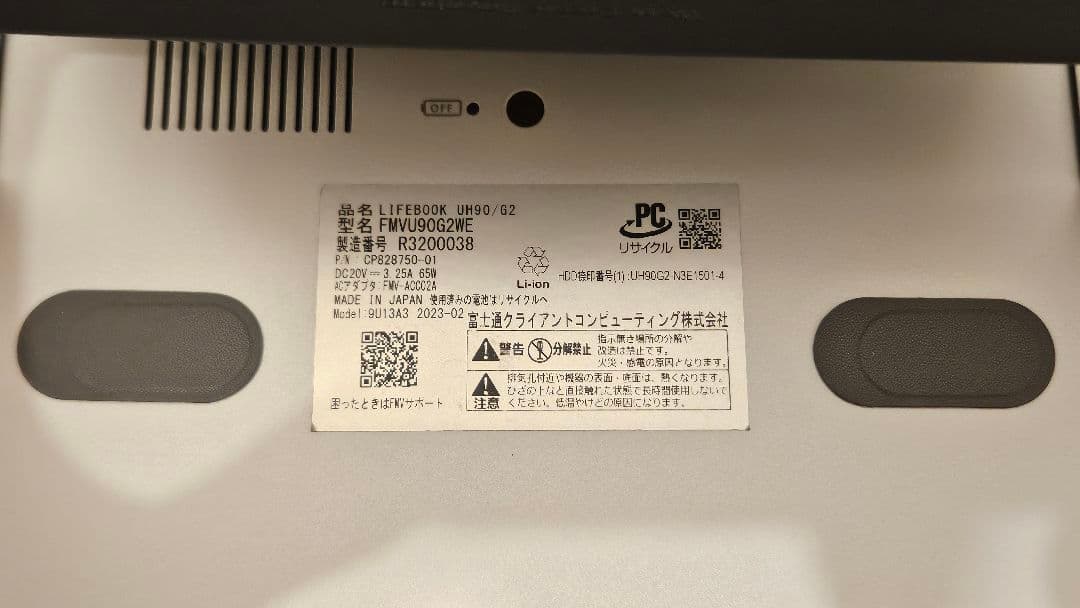 OFF
品名 LIFEBOOK UH90/G2
型名 FMVU90G2WE
製造番号 R3200038
P/N : CP828750-01
DC20V⎓3.25A 65W
ACアダプタ:FMV-AC002A
MADE IN JAPAN 使用済みの電池はリサイクルへ
Model:9U13A3 2023-02
Li-ion
PC
リサイクル
HDD捺印番号(1):UH90G2-N3E1501-4
富士通クライアントコンピューティング株式会社
警告 分解禁止
指示無き場所の分解や
改造は禁止です。
火災・感電の原因となります。
注意
排気孔付近や機器の表面・底面は、熱くなります。
ひざの上など直接触れた状態で長時間使用しないで
ください。低温やけどの原因になります。
困ったときはFMVサポート